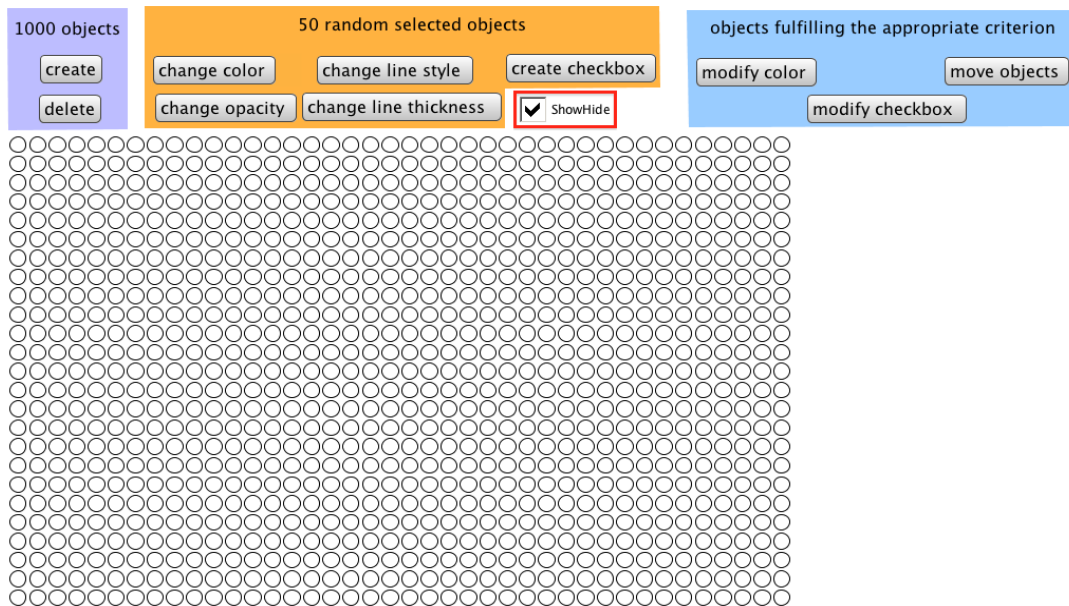 1000 objects
create
delete
50 random selected objects
change color
change line style
create checkbox
change opacity
change line thickness
ShowHide
objects fulfilling the appropriate criterion
modify color
move objects
modify checkbox